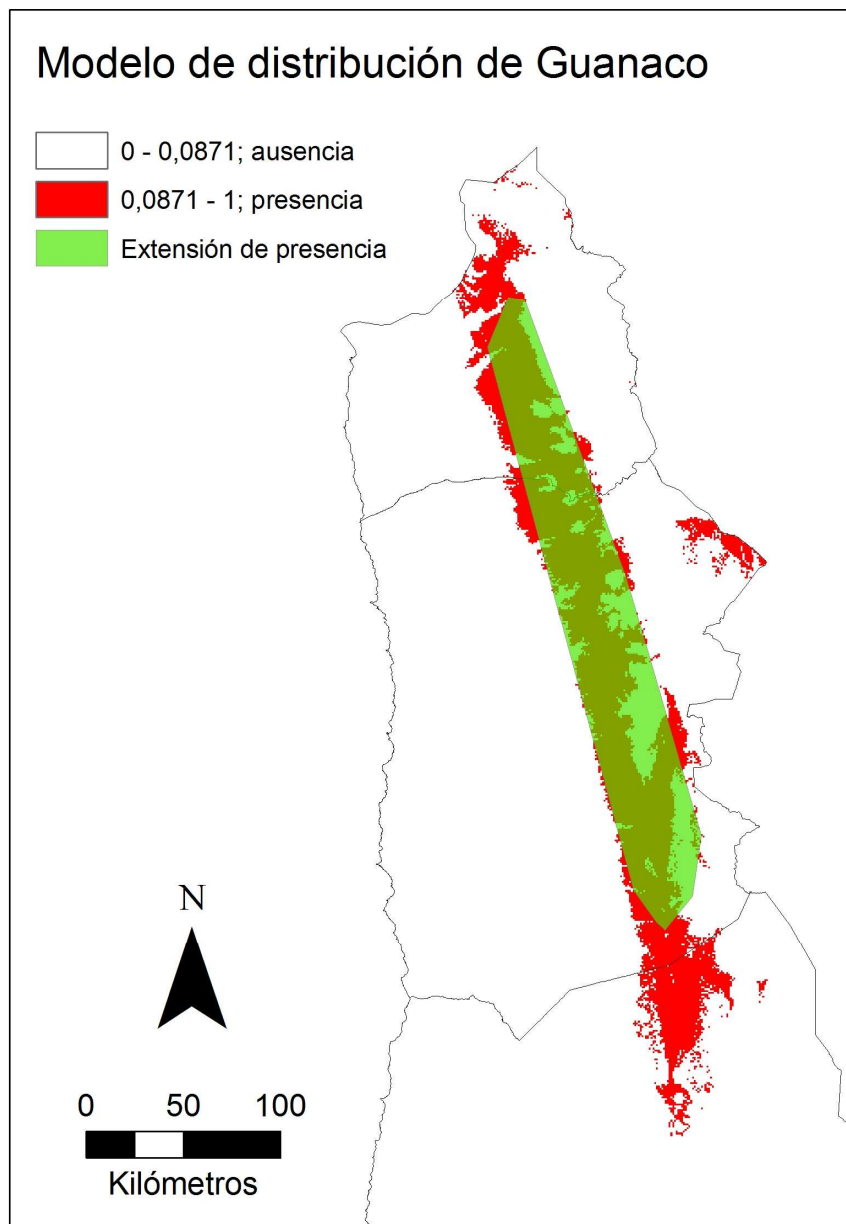 Modelo de distribución de Guanaco
0 - 0,0871; ausencia
0,0871 - 1; presencia
Extensión de presencia
N
0 50 100
Kilómetros